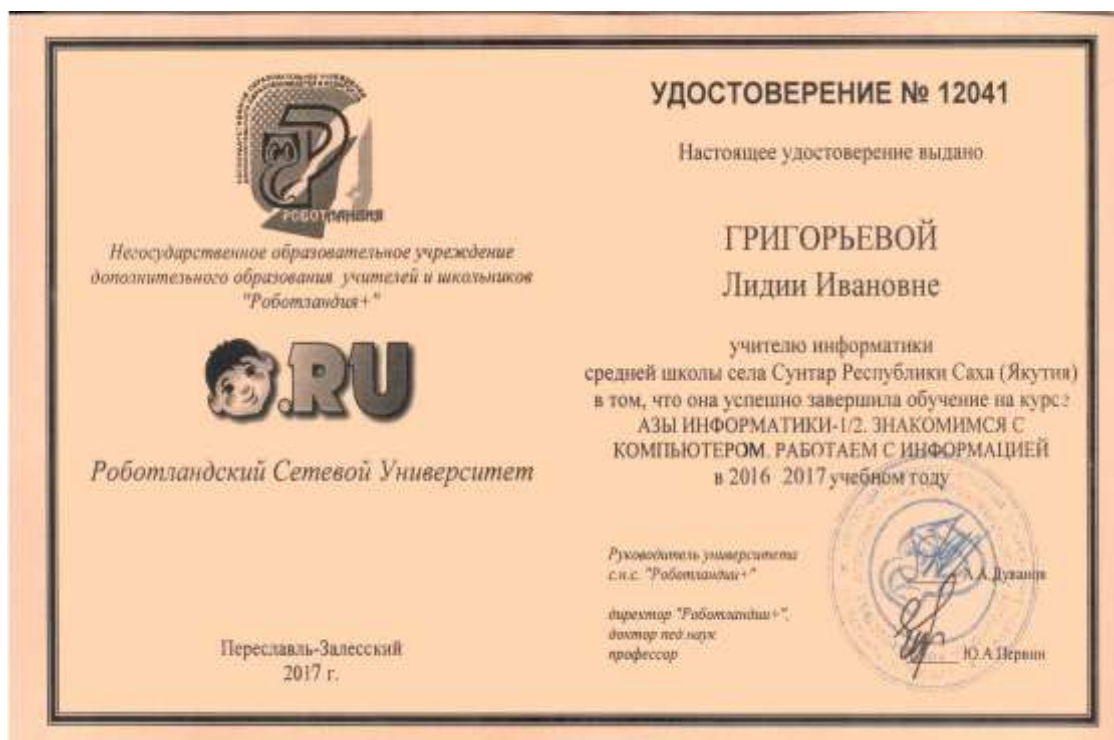 РОБОТЛАНДИЯ
Негосударственное образовательное учреждение
дополнительного образования учителей и школьников
"Роботландия+"
.RU
Роботландский Сетевой Университет
Переславль-Залесский
2017 г.
УДОСТОВЕРЕНИЕ № 12041
Настоящее удостоверение выдано
ГРИГОРЬЕВОЙ
Лидии Ивановне
учителю информатики
средней школы села Сунтар Республики Саха (Якутия)
в том, что она успешно завершила обучение на курсе
АЗЫ ИНФОРМАТИКИ-1/2. ЗНАКОМИМСЯ С
КОМПЬЮТЕРОМ. РАБОТАЕМ С ИНФОРМАЦИЕЙ
в 2016 2017 учебном году
Руководитель университета
с.н.с. "Роботландии+" А.А.Дуванов
директор "Роботландии+",
доктор пед.наук
профессор Ю.А.Первин